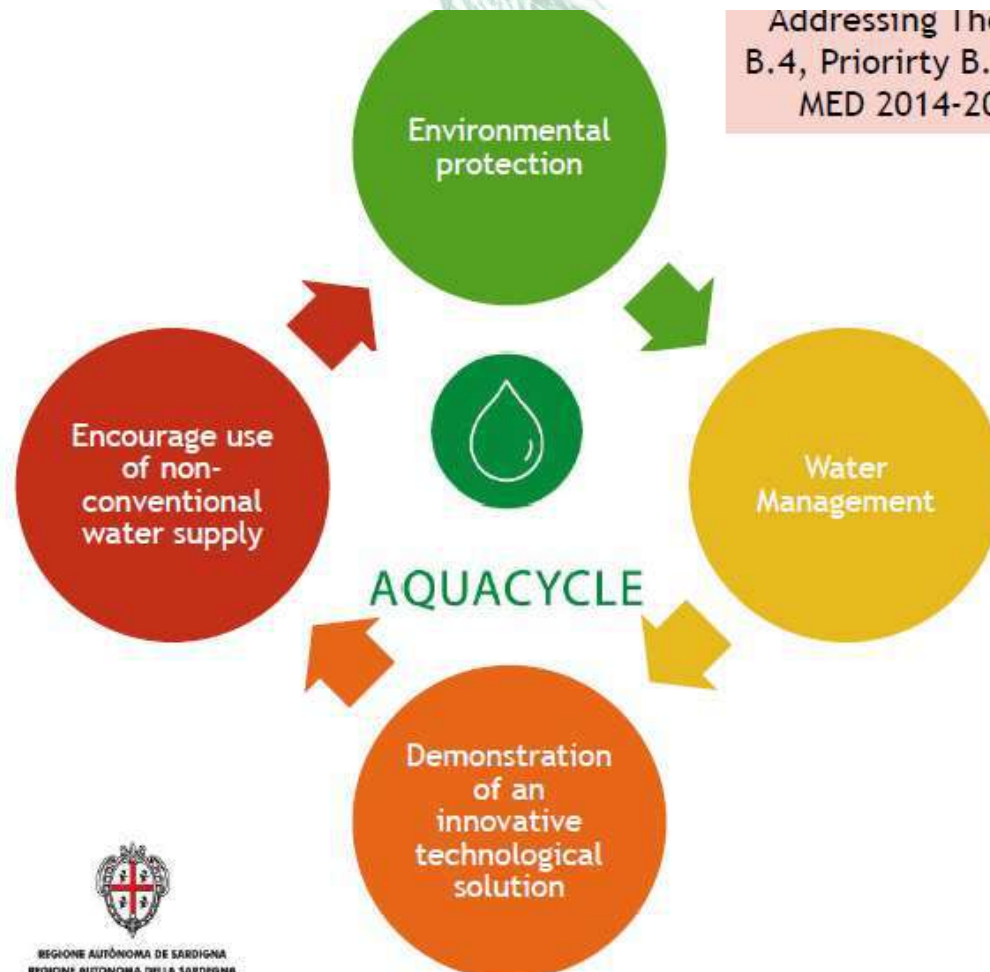 Addressing The
B.4, Priorirty B.
MED 2014-20
Environmental
protection
Encourage use
of non-
conventional
water supply
Water
Management
AQUACYCLE
Demonstration
of an
innovative
technological
solution
REGIONE AUTÒNOMA DE SARDIGNA
REGIONE AUTONOMA DELLA SARDEGNA